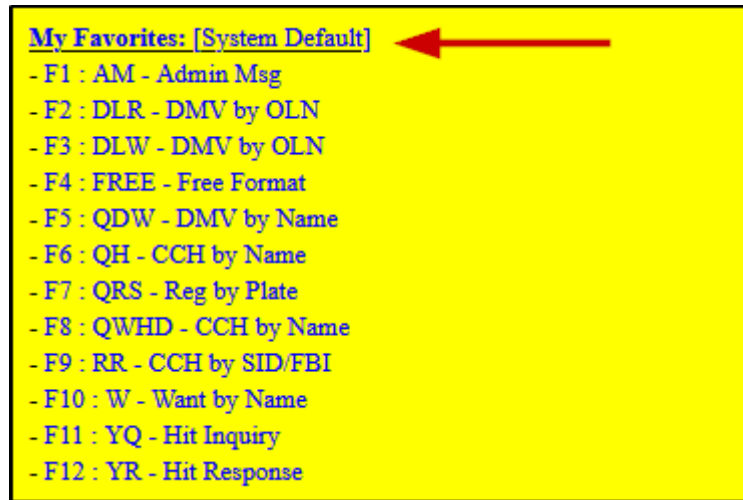 My Favorites: [System Default]
- F1 : AM - Admin Msg
- F2 : DLR - DMV by OLN
- F3 : DLW - DMV by OLN
- F4 : FREE - Free Format
- F5 : QDW - DMV by Name
- F6 : QH - CCH by Name
- F7 : QRS - Reg by Plate
- F8 : QWHD - CCH by Name
- F9 : RR - CCH by SID/FBI
- F10 : W - Want by Name
- F11 : YQ - Hit Inquiry
- F12 : YR - Hit Response